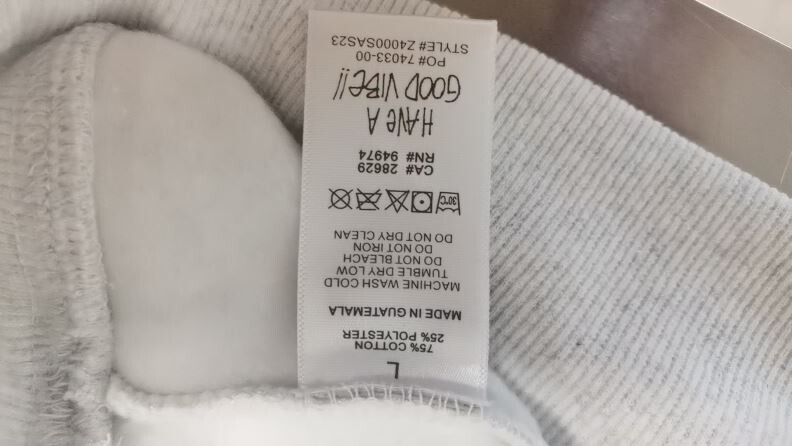 L
75% COTTON
25% POLYESTER
MADE IN GUATEMALA
MACHINE WASH COLD
TUMBLE DRY LOW
DO NOT BLEACH
DO NOT IRON
DO NOT DRY CLEAN
30°C
CA# 28629
RN# 94974
HAVE A
GOOD VIBE!!
PO# 74033-00
STYLE# Z4000SAS23